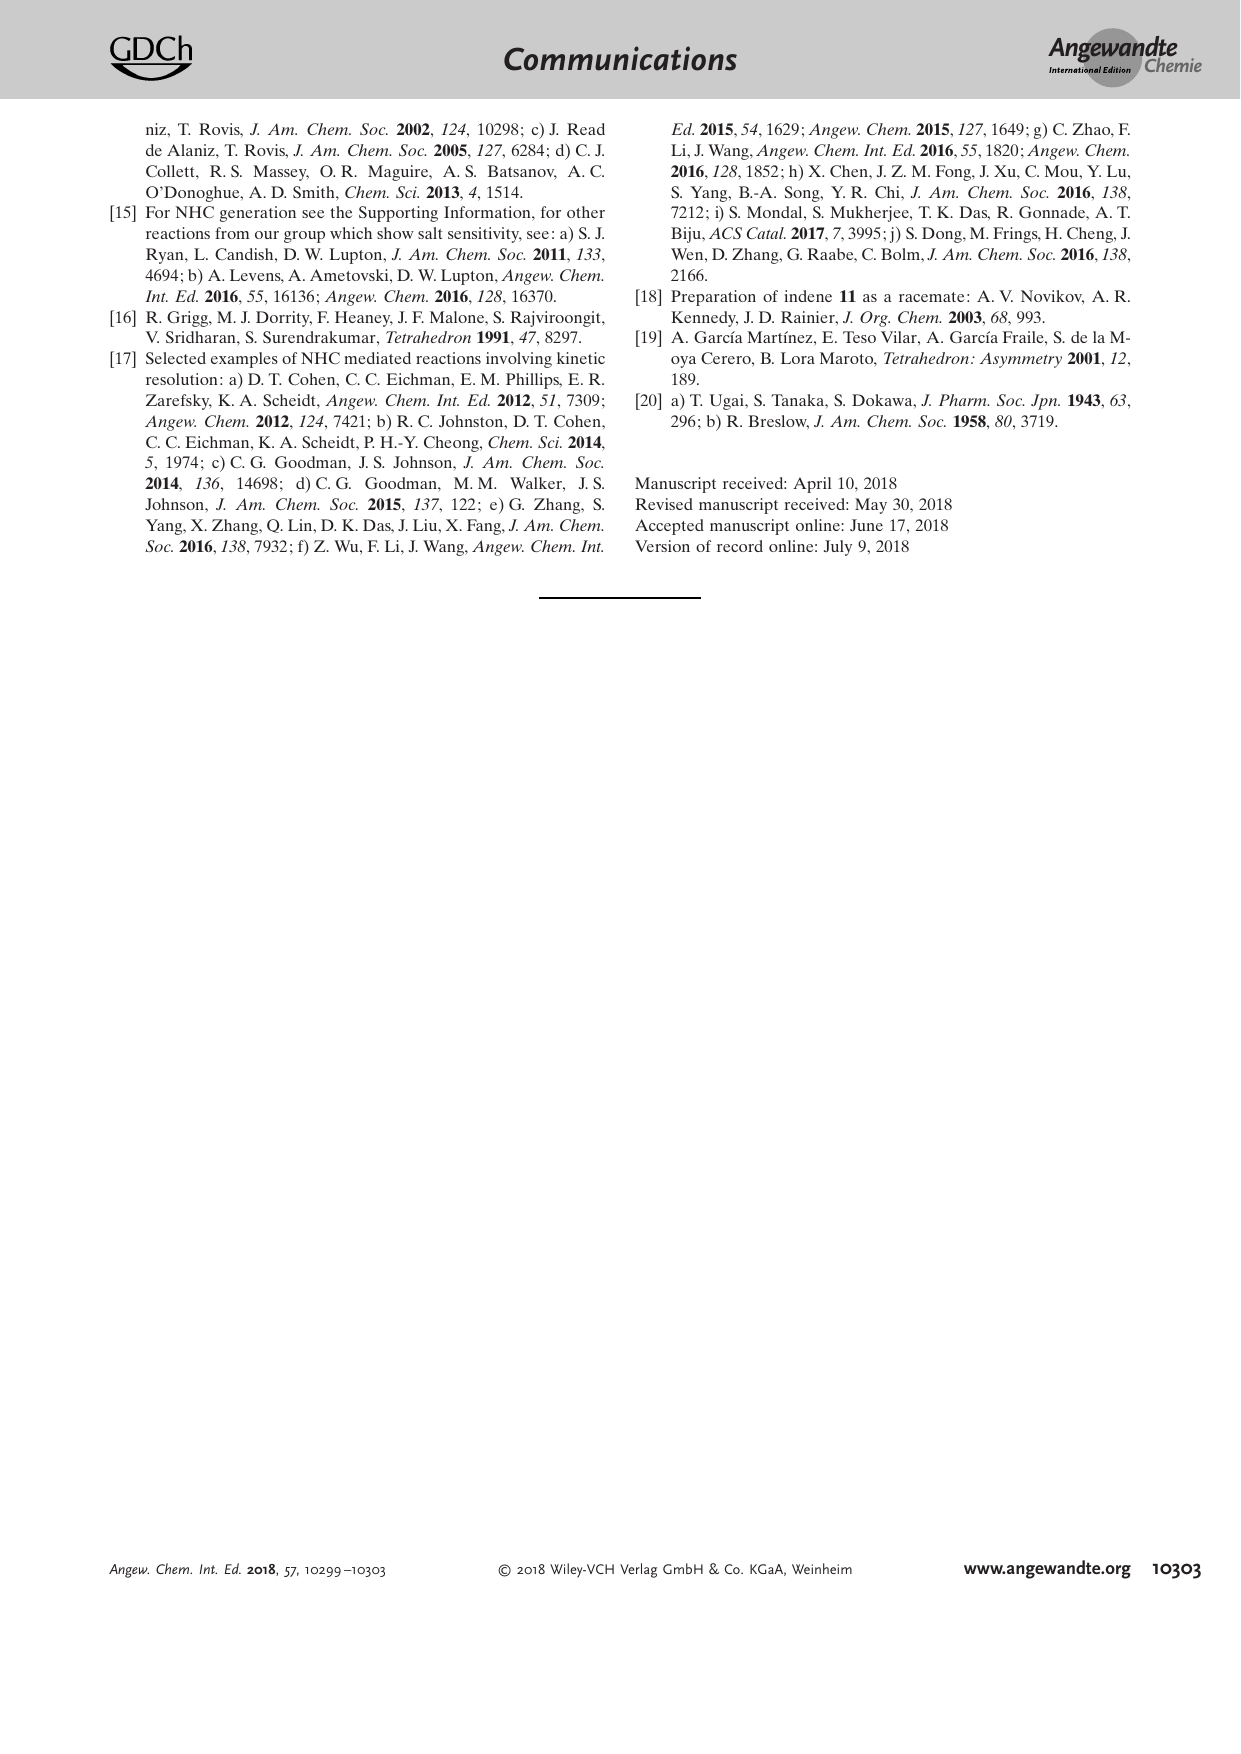 GDCh
Communications
Angewandte
International Edition Chemie
niz, T. Rovis, J. Am. Chem. Soc. 2002, 124, 10298; c) J. Read
de Alaniz, T. Rovis, J. Am. Chem. Soc. 2005, 127, 6284; d) C. J.
Collett, R. S. Massey, O. R. Maguire, A. S. Batsanov, A. C.
O'Donoghue, A. D. Smith, Chem. Sci. 2013, 4, 1514.
[15] For NHC generation see the Supporting Information, for other
reactions from our group which show salt sensitivity, see: a) S. J.
Ryan, L. Candish, D. W. Lupton, J. Am. Chem. Soc. 2011, 133,
4694; b) A. Levens, A. Ametovski, D. W. Lupton, Angew. Chem.
Int. Ed. 2016, 55, 16136; Angew. Chem. 2016, 128, 16370.
[16] R. Grigg, M. J. Dorrity, F. Heaney, J. F. Malone, S. Rajviroongit,
V. Sridharan, S. Surendrakumar, Tetrahedron 1991, 47, 8297.
[17] Selected examples of NHC mediated reactions involving kinetic
resolution: a) D. T. Cohen, C. C. Eichman, E. M. Phillips, E. R.
Zarefsky, K. A. Scheidt, Angew. Chem. Int. Ed. 2012, 51, 7309;
Angew. Chem. 2012, 124, 7421; b) R. C. Johnston, D. T. Cohen,
C. C. Eichman, K. A. Scheidt, P. H.-Y. Cheong, Chem. Sci. 2014,
5, 1974; c) C. G. Goodman, J. S. Johnson, J. Am. Chem. Soc.
2014, 136, 14698; d) C. G. Goodman, M. M. Walker, J. S.
Johnson, J. Am. Chem. Soc. 2015, 137, 122; e) G. Zhang, S.
Yang, X. Zhang, Q. Lin, D. K. Das, J. Liu, X. Fang, J. Am. Chem.
Soc. 2016, 138, 7932; f) Z. Wu, F. Li, J. Wang, Angew. Chem. Int.
Ed. 2015, 54, 1629; Angew. Chem. 2015, 127, 1649; g) C. Zhao, F.
Li, J. Wang, Angew. Chem. Int. Ed. 2016, 55, 1820; Angew. Chem.
2016, 128, 1852; h) X. Chen, J. Z. M. Fong, J. Xu, C. Mou, Y. Lu,
S. Yang, B.-A. Song, Y. R. Chi, J. Am. Chem. Soc. 2016, 138,
7212; i) S. Mondal, S. Mukherjee, T. K. Das, R. Gonnade, A. T.
Biju, ACS Catal. 2017, 7, 3995; j) S. Dong, M. Frings, H. Cheng, J.
Wen, D. Zhang, G. Raabe, C. Bolm, J. Am. Chem. Soc. 2016, 138,
2166.
[18] Preparation of indene 11 as a racemate: A. V. Novikov, A. R.
Kennedy, J. D. Rainier, J. Org. Chem. 2003, 68, 993.
[19] A. García Martínez, E. Teso Vilar, A. García Fraile, S. de la M-
oya Cerero, B. Lora Maroto, Tetrahedron: Asymmetry 2001, 12,
189.
[20] a) T. Ugai, S. Tanaka, S. Dokawa, J. Pharm. Soc. Jpn. 1943, 63,
296; b) R. Breslow, J. Am. Chem. Soc. 1958, 80, 3719.
Manuscript received: April 10, 2018
Revised manuscript received: May 30, 2018
Accepted manuscript online: June 17, 2018
Version of record online: July 9, 2018
Angew. Chem. Int. Ed. 2018, 57, 10299–10303
© 2018 Wiley-VCH Verlag GmbH & Co. KGaA, Weinheim
www.angewandte.org 10303